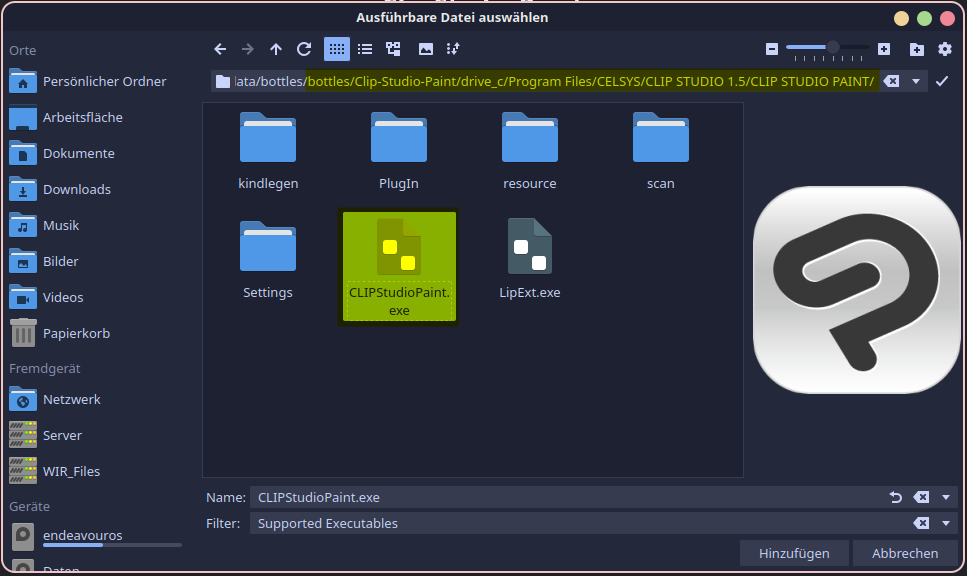 Ausführbare Datei auswählen
Orte
Persönlicher Ordner
Arbeitsfläche
Dokumente
Downloads
Musik
Bilder
Videos
Papierkorb
Fremdgerät
Netzwerk
Server
WIR_Files
Geräte
endeavouros
Daten
data/bottles/bottles/Clip-Studio-Paint/drive_c/Program Files/CELSYS/CLIP STUDIO 1.5/CLIP STUDIO PAINT/
kindlegen
PlugIn
resource
scan
Settings
CLIPStudioPaint.
exe
LipExt.exe
Name: CLIPStudioPaint.exe
Filter: Supported Executables
Hinzufügen
Abbrechen